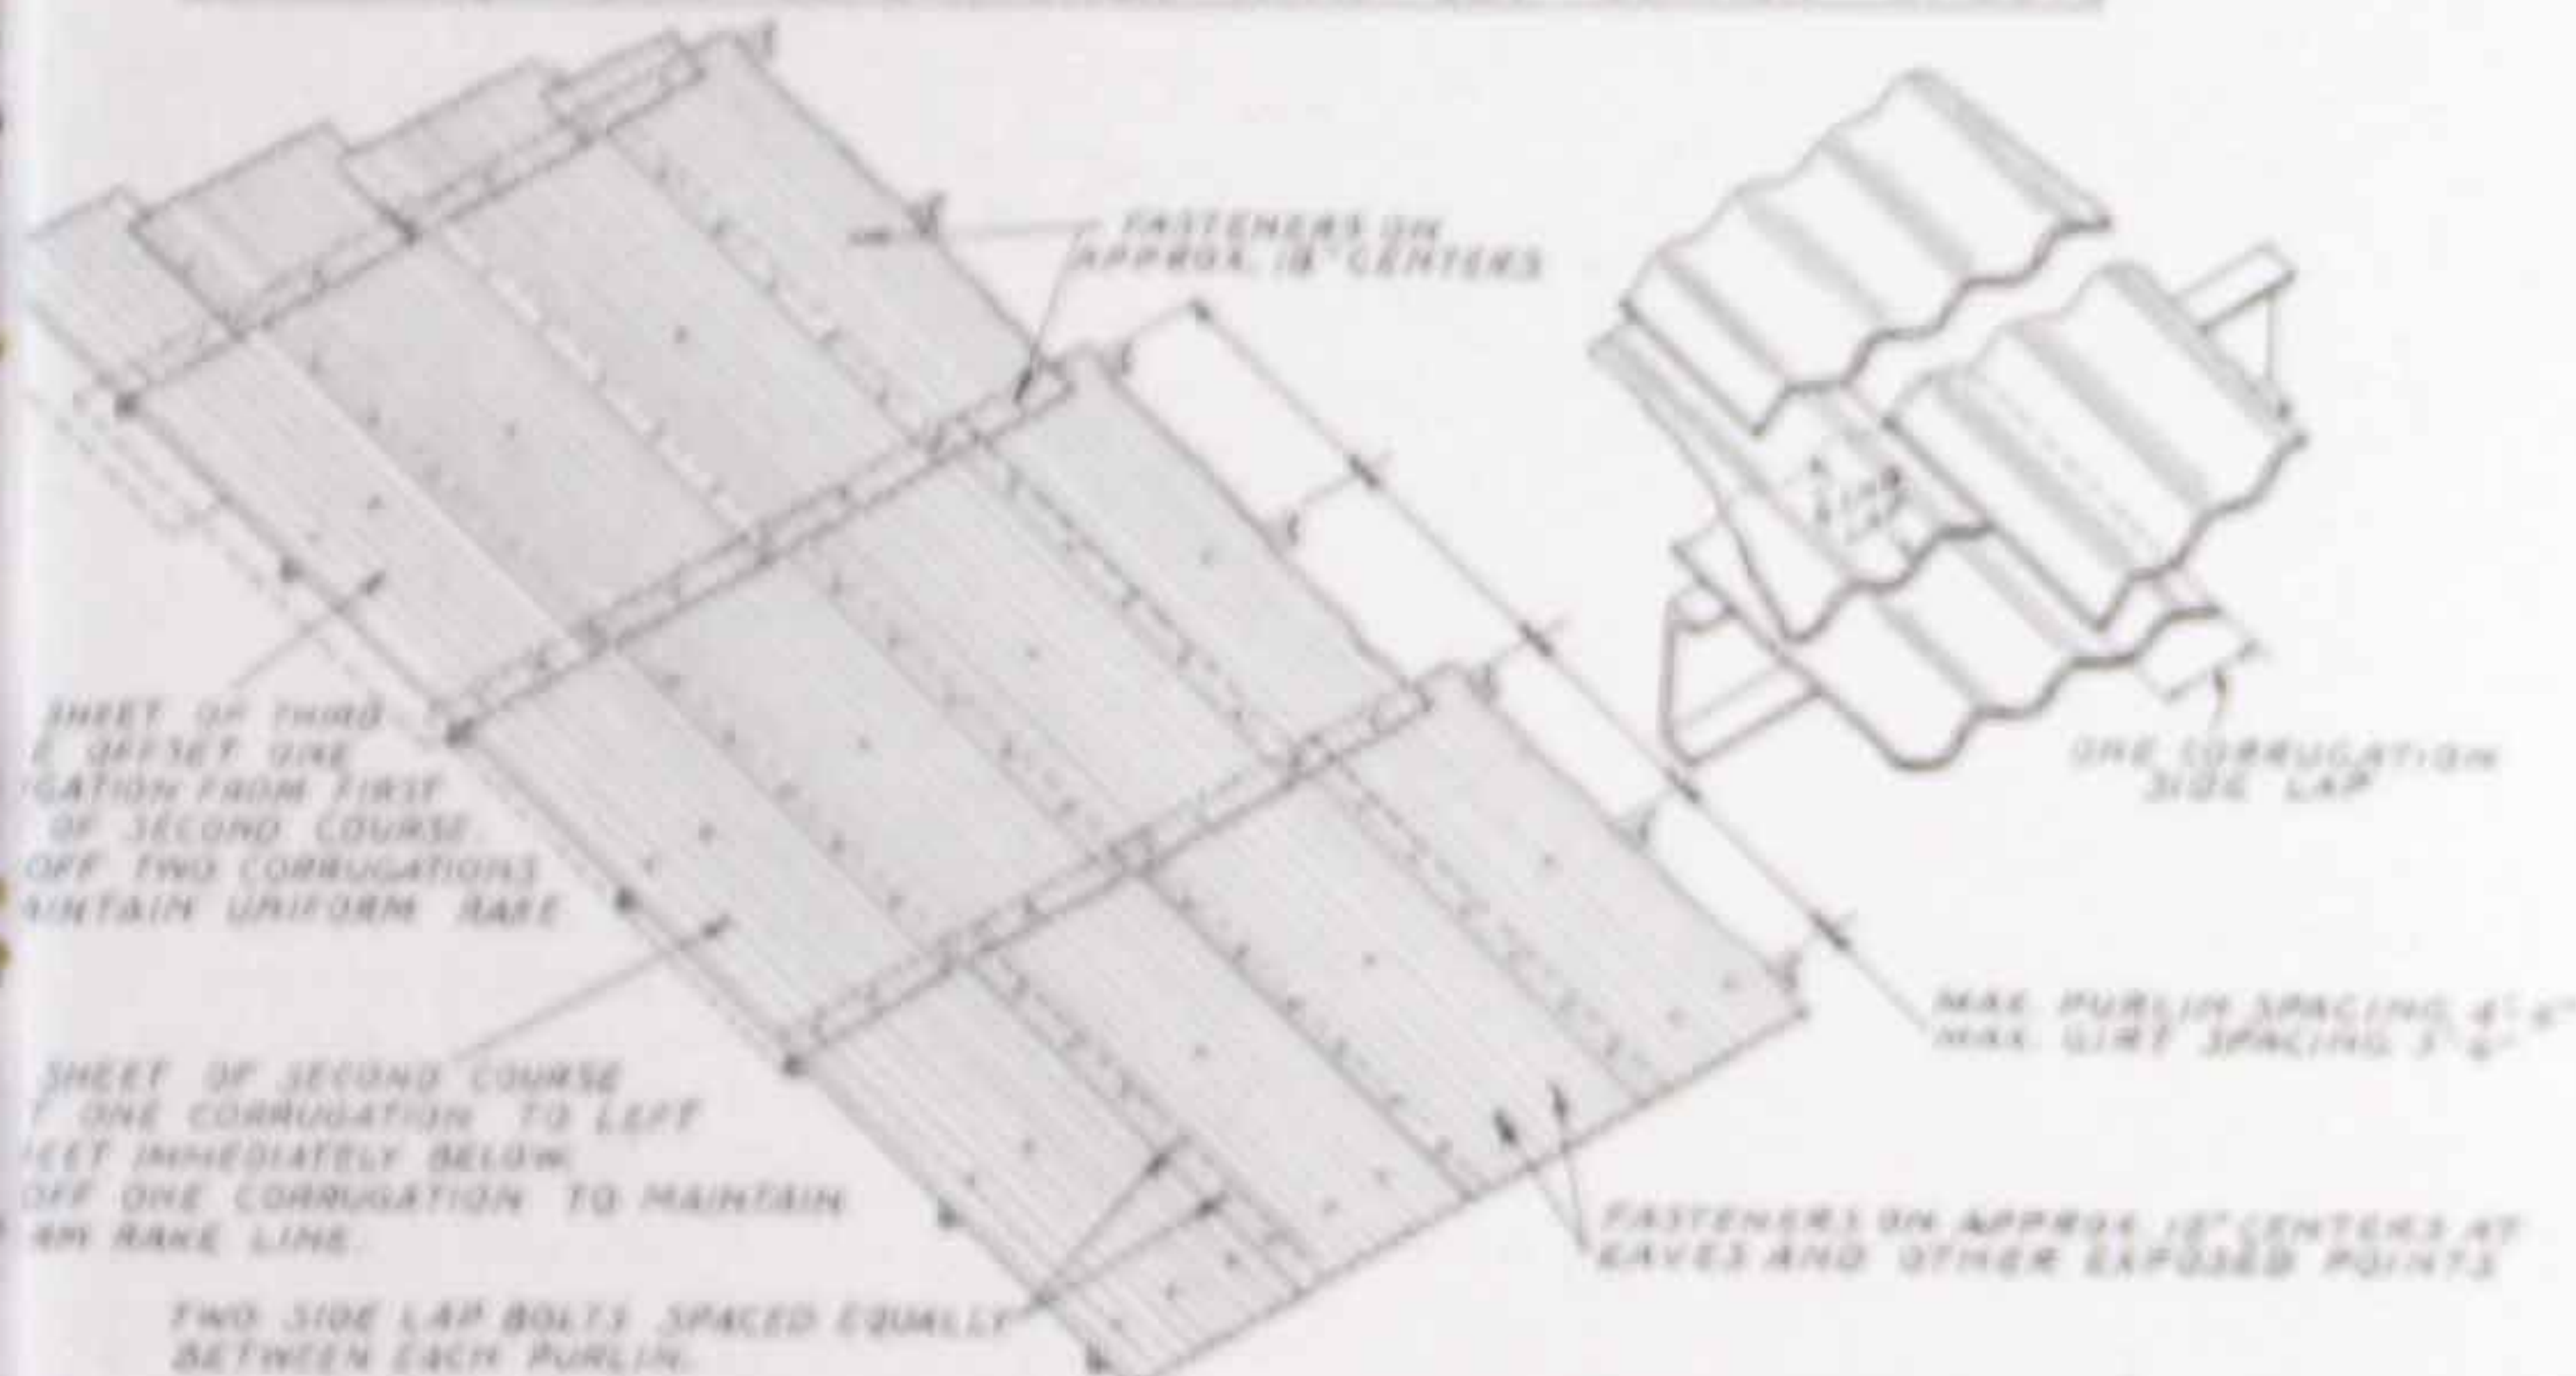 FASTENERS ON
APPROX. 18" CENTERS
SHEET OF THIRD
E OFFSET ONE
GATION FROM FIRST
OF SECOND COURSE.
OFF TWO CORRUGATIONS
AINTAIN UNIFORM RAKE
ONE CORRUGATION
SIDE LAP
MAX. PURLIN SPACING
MAX. GIRT SPACING
SHEET OF SECOND COURSE
T ONE CORRUGATION TO LEFT
EET IMMEDIATELY BELOW.
OFF ONE CORRUGATION TO MAINTAIN
RM RAKE LINE.
FASTENERS ON APPROX 12" CENTERS AT
EAVES AND OTHER EXPOSED POINTS
TWO SIDE LAP BOLTS SPACED EQUALLY
BETWEEN EACH PURLIN.